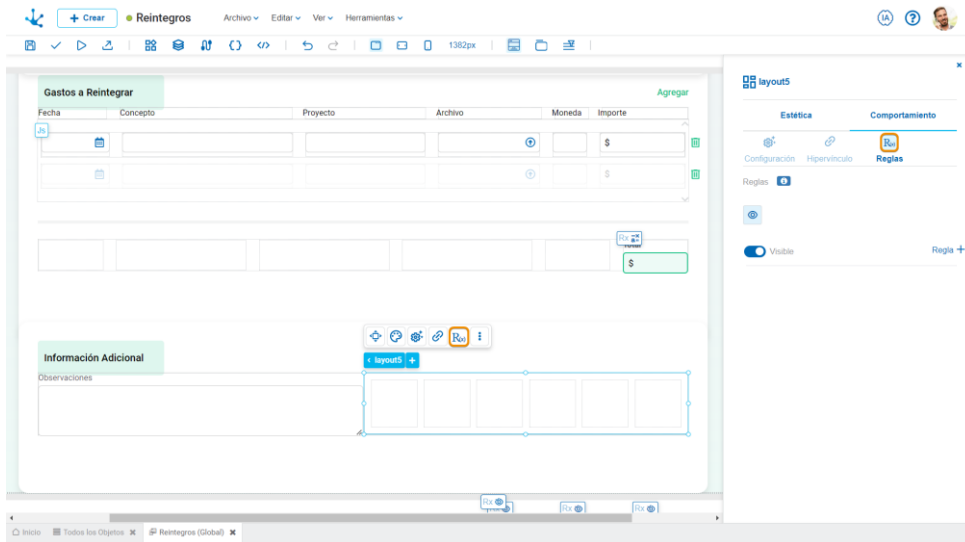 + Crear
Reintegros
Archivo Editar Ver Herramientas
IA
?
1382px
Gastos a Reintegrar
Agregar
Fecha Concepto Proyecto Archivo Moneda Importe
Js
$
$
Rx
Total
$
R(x)
Información Adicional
< layout5 +
Observaciones
Rx
Rx
Rx
Inicio
Todos los Objetos
Reintegros (Global)
layout5
Estética Comportamiento
R(x)
Configuración Hipervínculo Reglas
Reglas
Visible
Regla +